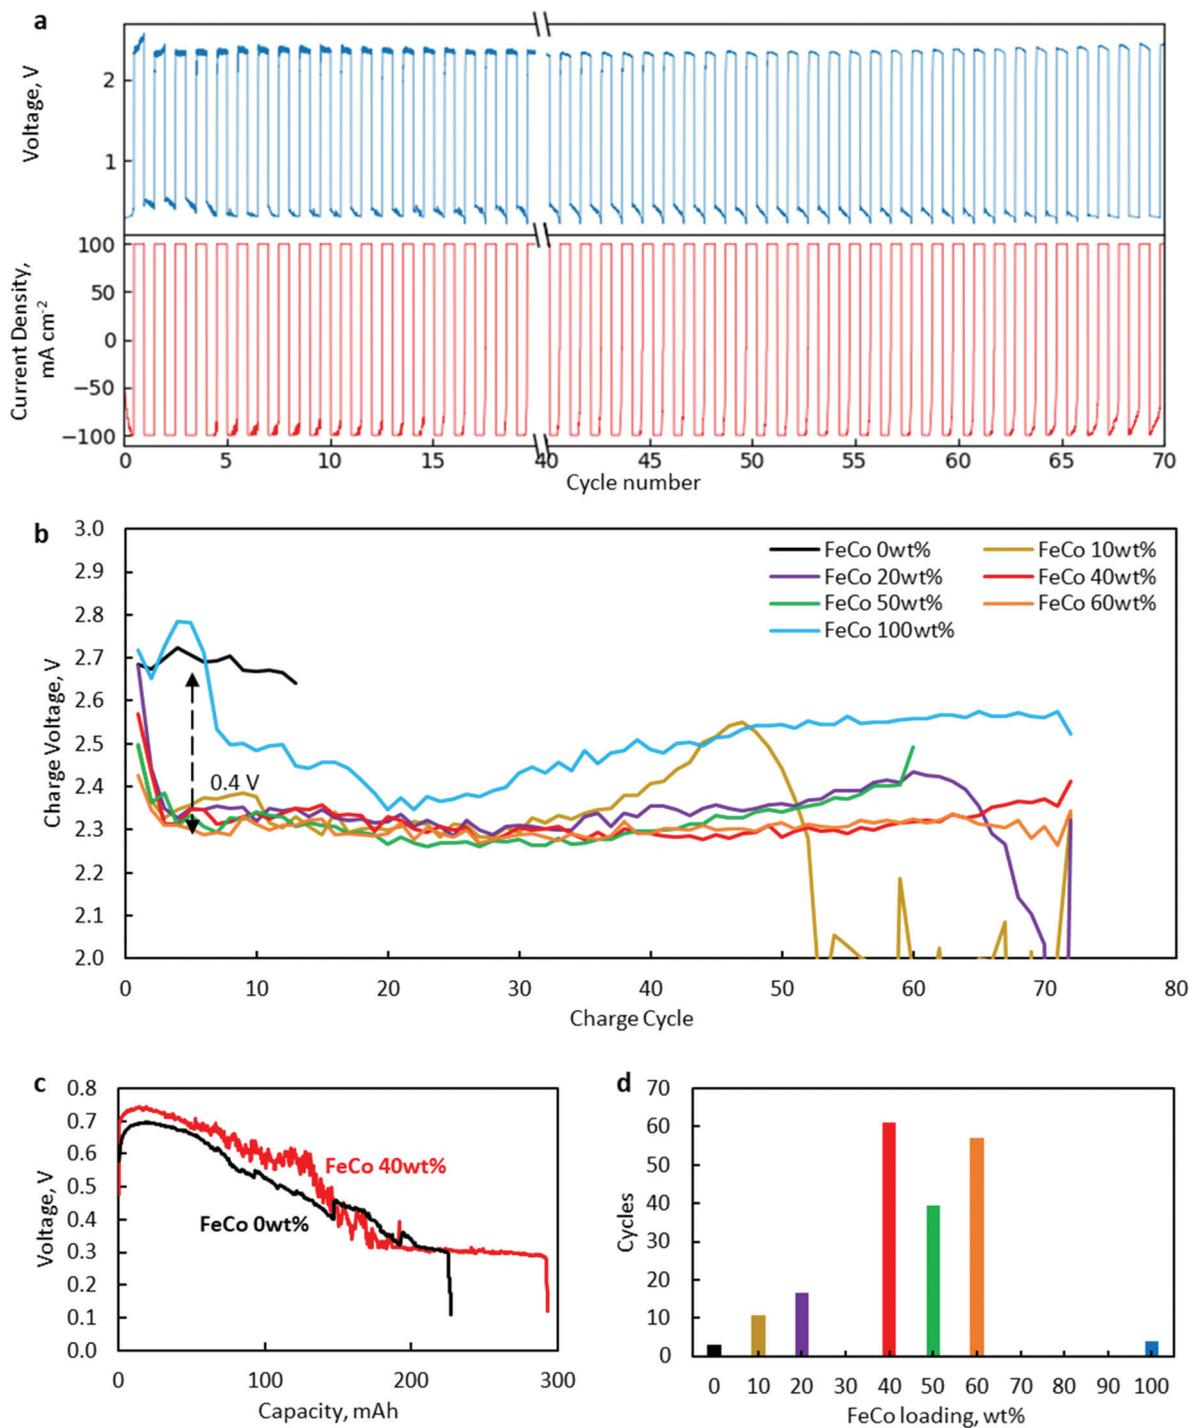 a
Voltage, V
2
1
Current Density,
mA cm-2
100
50
0
−50
−100
0 5 10 15 40 45 50 55 60 65 70
Cycle number
b
Charge Voltage, V
3.0
2.9
2.8
2.7
2.6
2.5
2.4
2.3
2.2
2.1
2.0
FeCo 0wt% FeCo 10wt%
FeCo 20wt% FeCo 40wt%
FeCo 50wt% FeCo 60wt%
FeCo 100wt%
0.4 V
0 10 20 30 40 50 60 70 80
Charge Cycle
c
Voltage, V
0.8
0.7
0.6
0.5
0.4
0.3
0.2
0.1
0.0
FeCo 40wt%
FeCo 0wt%
0 100 200 300
Capacity, mAh
d
Cycles
70
60
50
40
30
20
10
0
0 10 20 30 40 50 60 70 80 90 100
FeCo loading, wt%